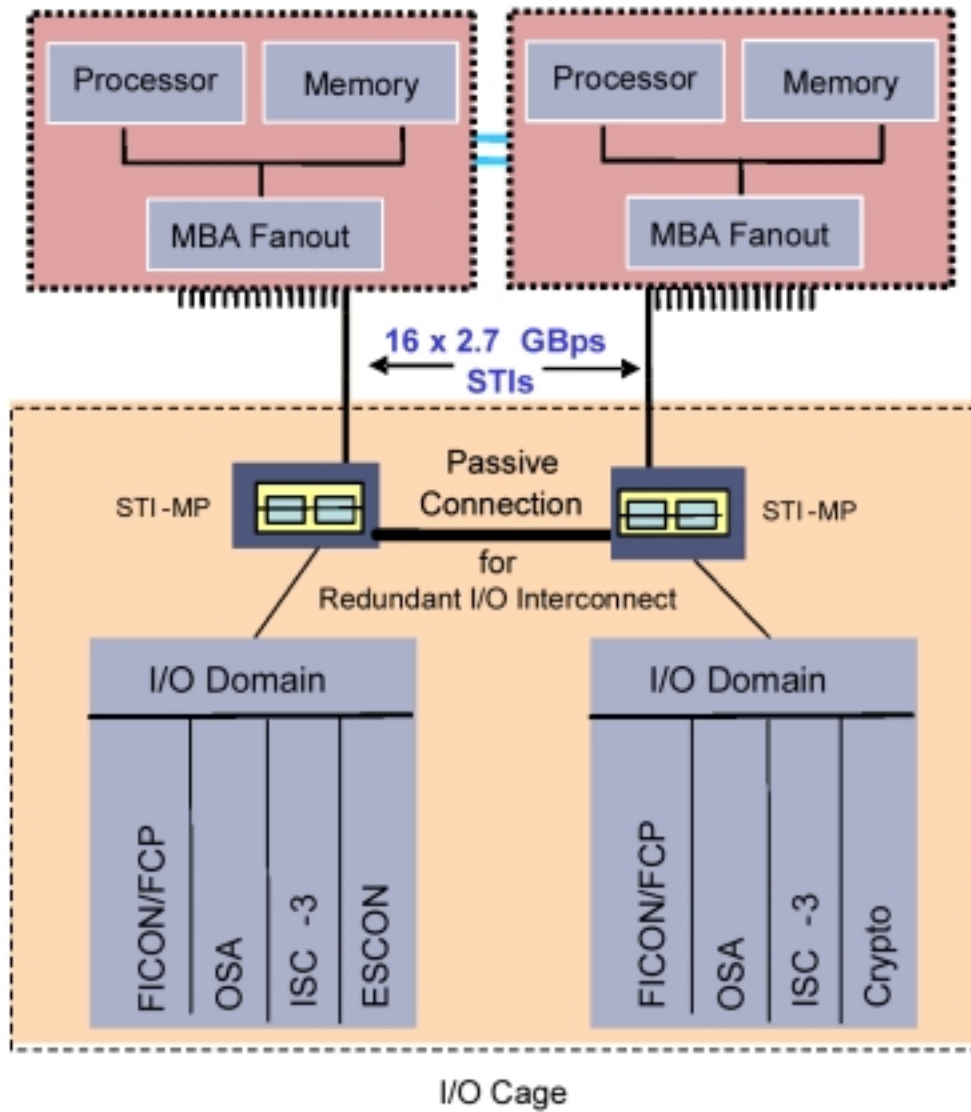 Processor
Memory
MBA Fanout
Processor
Memory
MBA Fanout
16 x 2.7 GBps
STIs
STI -MP
Passive
Connection
for
Redundant I/O Interconnect
STI -MP
I/O Domain
FICON/FCP
OSA
ISC -3
ESCON
I/O Domain
FICON/FCP
OSA
ISC -3
Crypto
I/O Cage